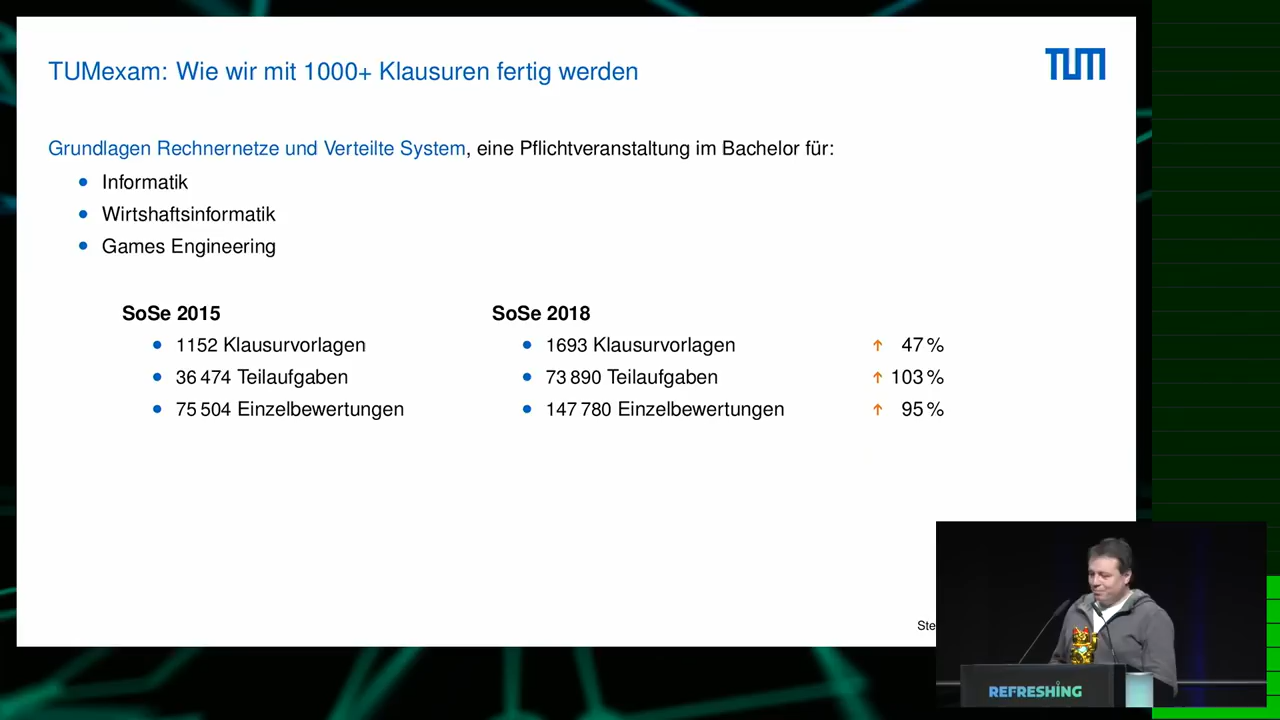 TUMexam: Wie wir mit 1000+ Klausuren fertig werden
TUM
Grundlagen Rechnernetze und Verteilte System, eine Pflichtveranstaltung im Bachelor für:
• Informatik
• Wirtshaftsinformatik
• Games Engineering
SoSe 2015
• 1152 Klausurvorlagen
• 36 474 Teilaufgaben
• 75 504 Einzelbewertungen
SoSe 2018
• 1693 Klausurvorlagen
• 73 890 Teilaufgaben
• 147 780 Einzelbewertungen
↑ 47 %
↑ 103 %
↑ 95 %
Ste
REFRESHING